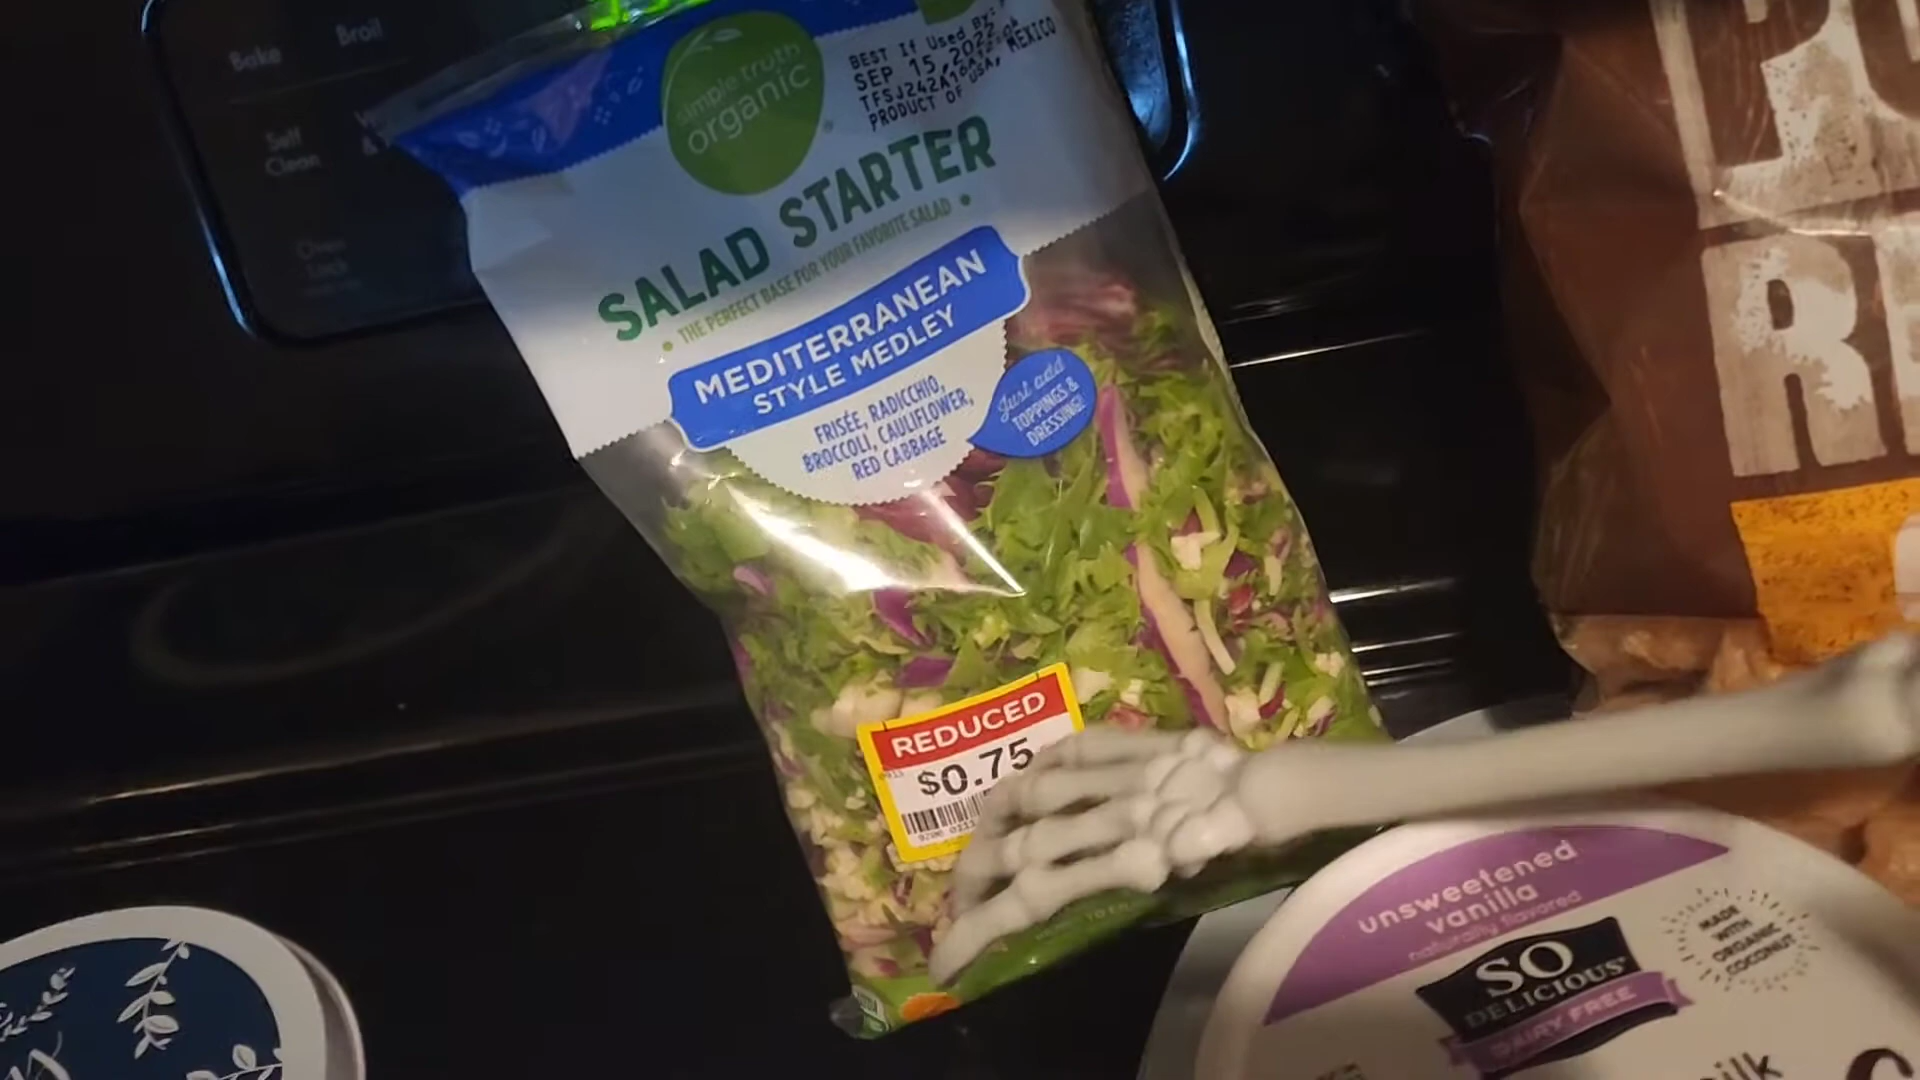 Bake
Broil
Self
Clean
Oven
simple truth
organic
BEST If Used By:
SEP 15, 2022
PRODUCT OF USA, MEXICO
SALAD STARTER
• THE PERFECT BASE FOR YOUR FAVORITE SALAD •
MEDITERRANEAN
STYLE MEDLEY
FRISÉE, RADICCHIO,
BROCCOLI, CAULIFLOWER,
RED CABBAGE
Just add
TOPPINGS &
DRESSING!
REDUCED
$0.75
unsweetened
vanilla
naturally flavored
SO
DELICIOUS
DAIRY FREE
MADE
WITH
ORGANIC
COCONUT